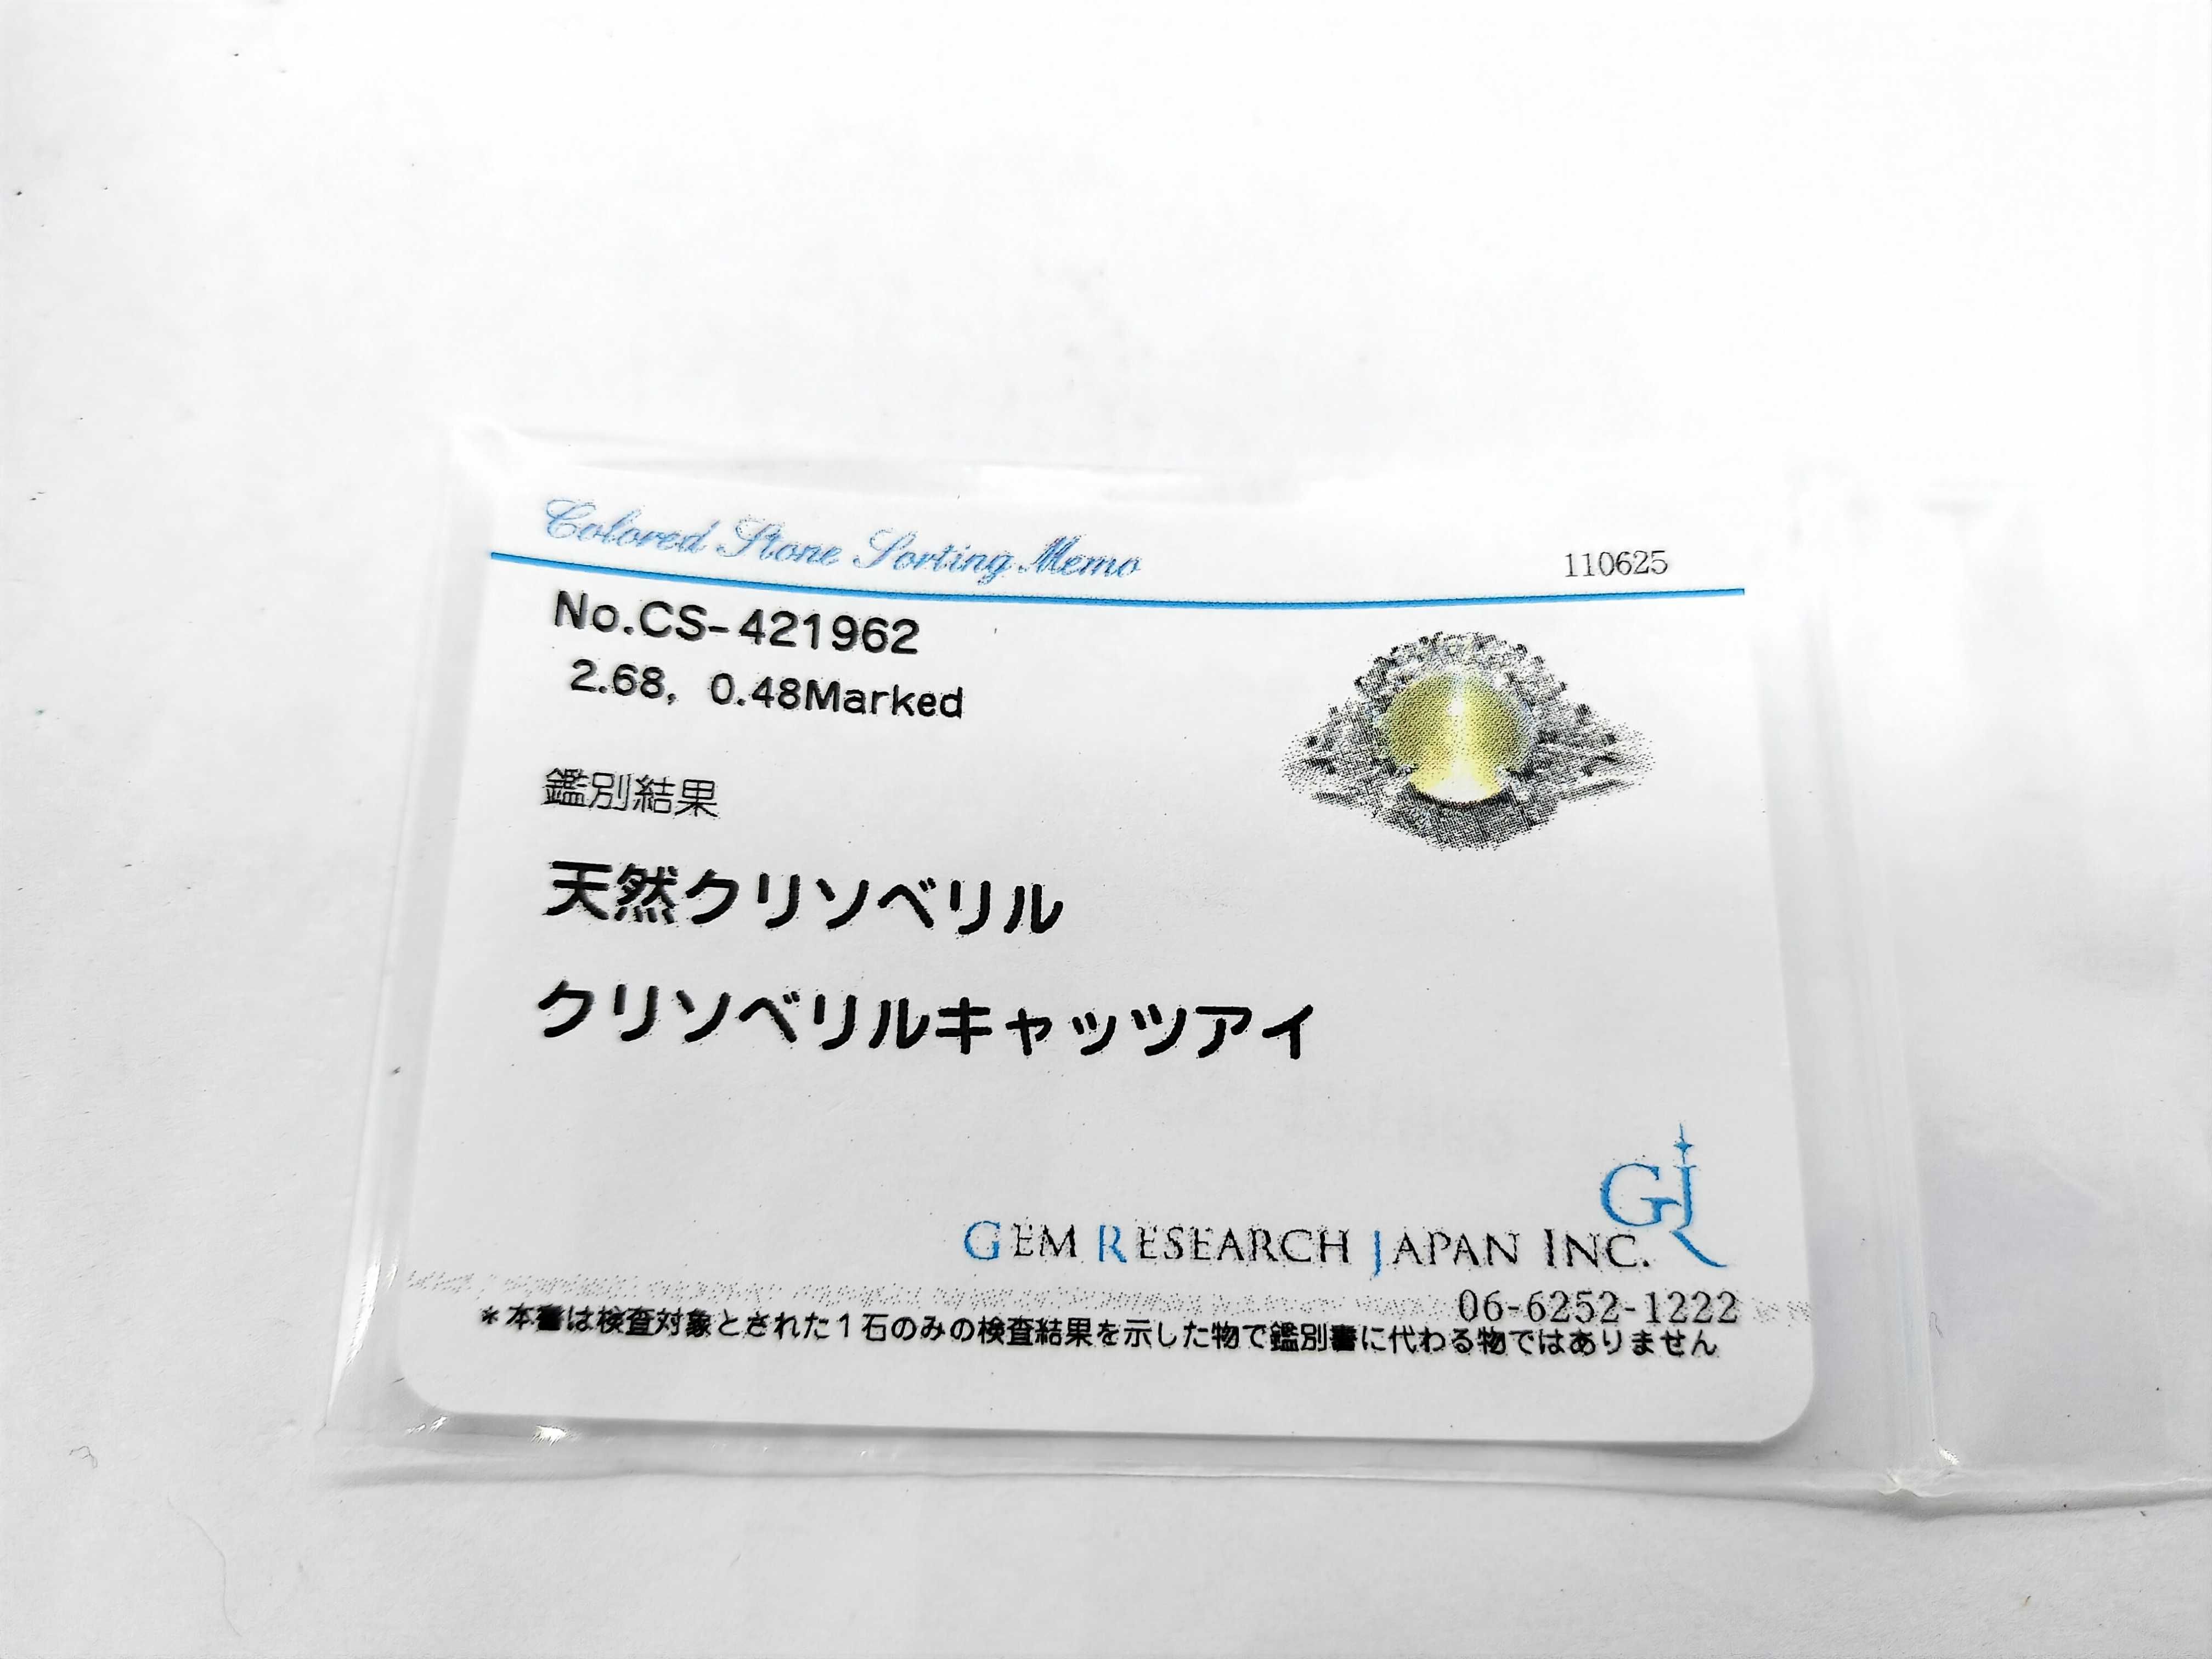 Colored Stone Sorting Memo
110625
No.CS-421962
2.68, 0.48Marked
鑑別結果
天然クリソベリル
クリソベリルキャッツアイ
GJR
GEM RESEARCH JAPAN INC.
06-6252-1222
*本書は検査対象とされた1石のみの検査結果を示した物で鑑別書に代わる物ではありません